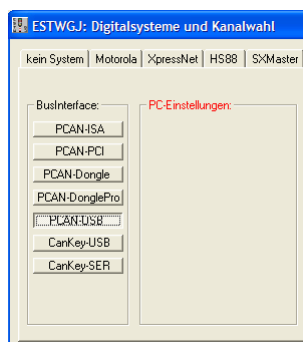 ESTWGJ: Digitalsysteme und Kanalwahl
kein System Motorola XpressNet HS88 SXMaster
BusInterface: PC-Einstellungen:
PCAN-ISA
PCAN-PCI
PCAN-Dongle
PCAN-DonglePro
PCAN-USB
CanKey-USB
CanKey-SER